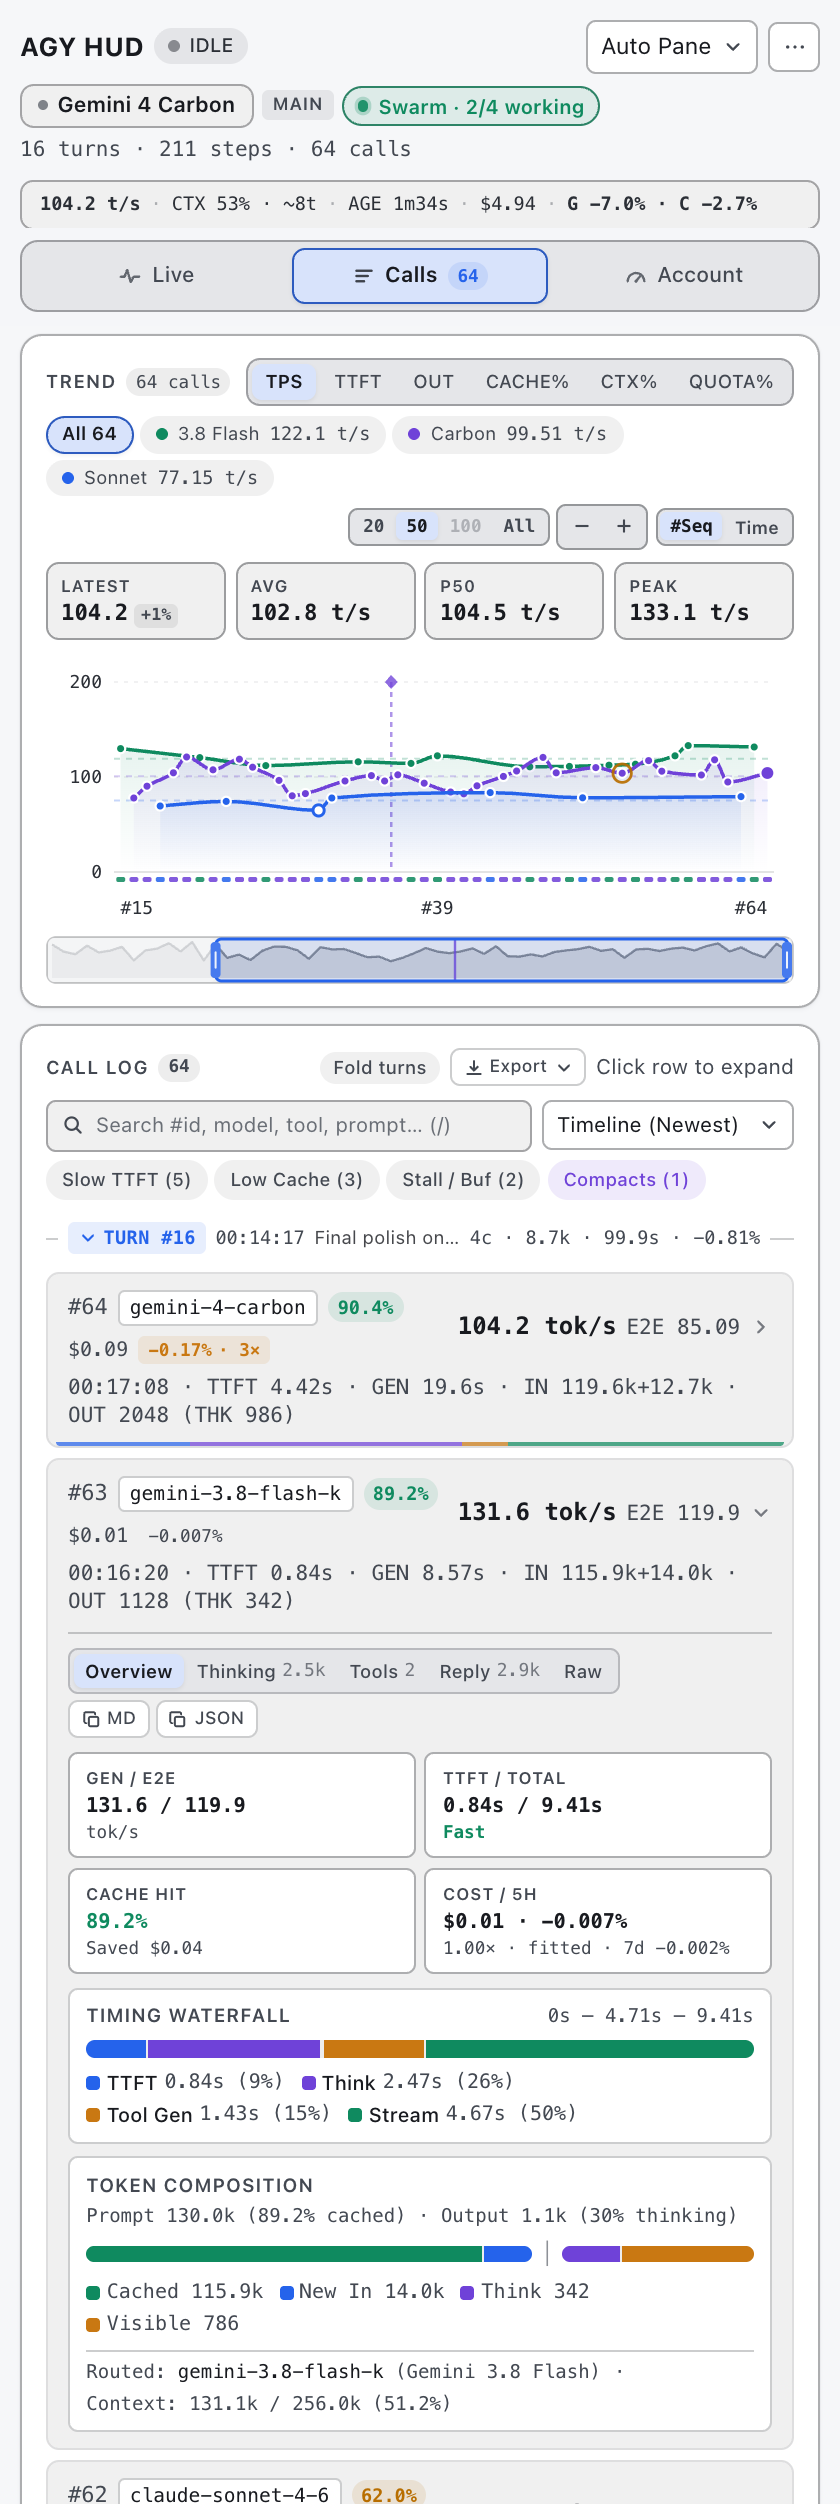 AGY HUD IDLE Auto Pane ...
Gemini 4 Carbon MAIN Swarm · 2/4 working
16 turns · 211 steps · 64 calls
104.2 t/s · CTX 53% · ~8t · AGE 1m34s · $4.94 · G −7.0% · C −2.7%
Live Calls 64 Account
TREND 64 calls TPS TTFT OUT CACHE% CTX% QUOTA%
All 64 3.8 Flash 122.1 t/s Carbon 99.51 t/s
Sonnet 77.15 t/s
20 50 100 All − + #Seq Time
LATEST AVG P50 PEAK
104.2 +1% 102.8 t/s 104.5 t/s 133.1 t/s
200
100
0
#15 #39 #64
CALL LOG 64 Fold turns Export Click row to expand
Search #id, model, tool, prompt... (/) Timeline (Newest)
Slow TTFT (5) Low Cache (3) Stall / Buf (2) Compacts (1)
TURN #16 00:14:17 Final polish on... 4c · 8.7k · 99.9s · −0.81%
#64 gemini-4-carbon 90.4% 104.2 tok/s E2E 85.09
$0.09 −0.17% · 3×
00:17:08 · TTFT 4.42s · GEN 19.6s · IN 119.6k+12.7k ·
OUT 2048 (THK 986)
#63 gemini-3.8-flash-k 89.2% 131.6 tok/s E2E 119.9
$0.01 −0.007%
00:16:20 · TTFT 0.84s · GEN 8.57s · IN 115.9k+14.0k ·
OUT 1128 (THK 342)
Overview Thinking 2.5k Tools 2 Reply 2.9k Raw
MD JSON
GEN / E2E TTFT / TOTAL
131.6 / 119.9 0.84s / 9.41s
tok/s Fast
CACHE HIT COST / 5H
89.2% $0.01 · −0.007%
Saved $0.04 1.00× · fitted · 7d −0.002%
TIMING WATERFALL 0s — 4.71s — 9.41s
TTFT 0.84s (9%) Think 2.47s (26%)
Tool Gen 1.43s (15%) Stream 4.67s (50%)
TOKEN COMPOSITION
Prompt 130.0k (89.2% cached) · Output 1.1k (30% thinking)
Cached 115.9k New In 14.0k Think 342
Visible 786
Routed: gemini-3.8-flash-k (Gemini 3.8 Flash) ·
Context: 131.1k / 256.0k (51.2%)
#62 claude-sonnet-4-6 62.0%